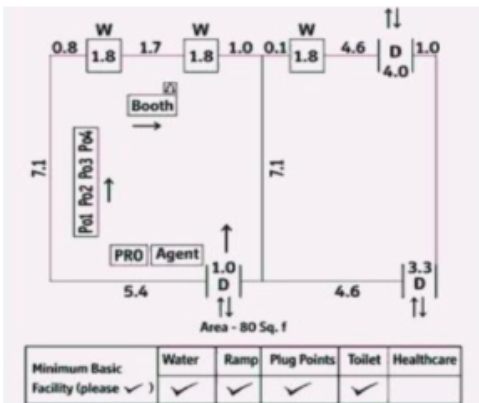 W W W ↑↓
0.8 1.8 1.7 1.8 1.0 0.1 1.8 4.6 D 1.0
4.0
Booth
→
7.1 Po1 Po2 Po3 Po4 ↑ 7.1
PRO Agent ↑ 1.0 3.3
5.4 D 4.6 D
↑↓ ↑↓
Area - 80 Sq. f
Minimum Basic Facility (please ✓ ) Water Ramp Plug Points Toilet Healthcare
✓ ✓ ✓ ✓